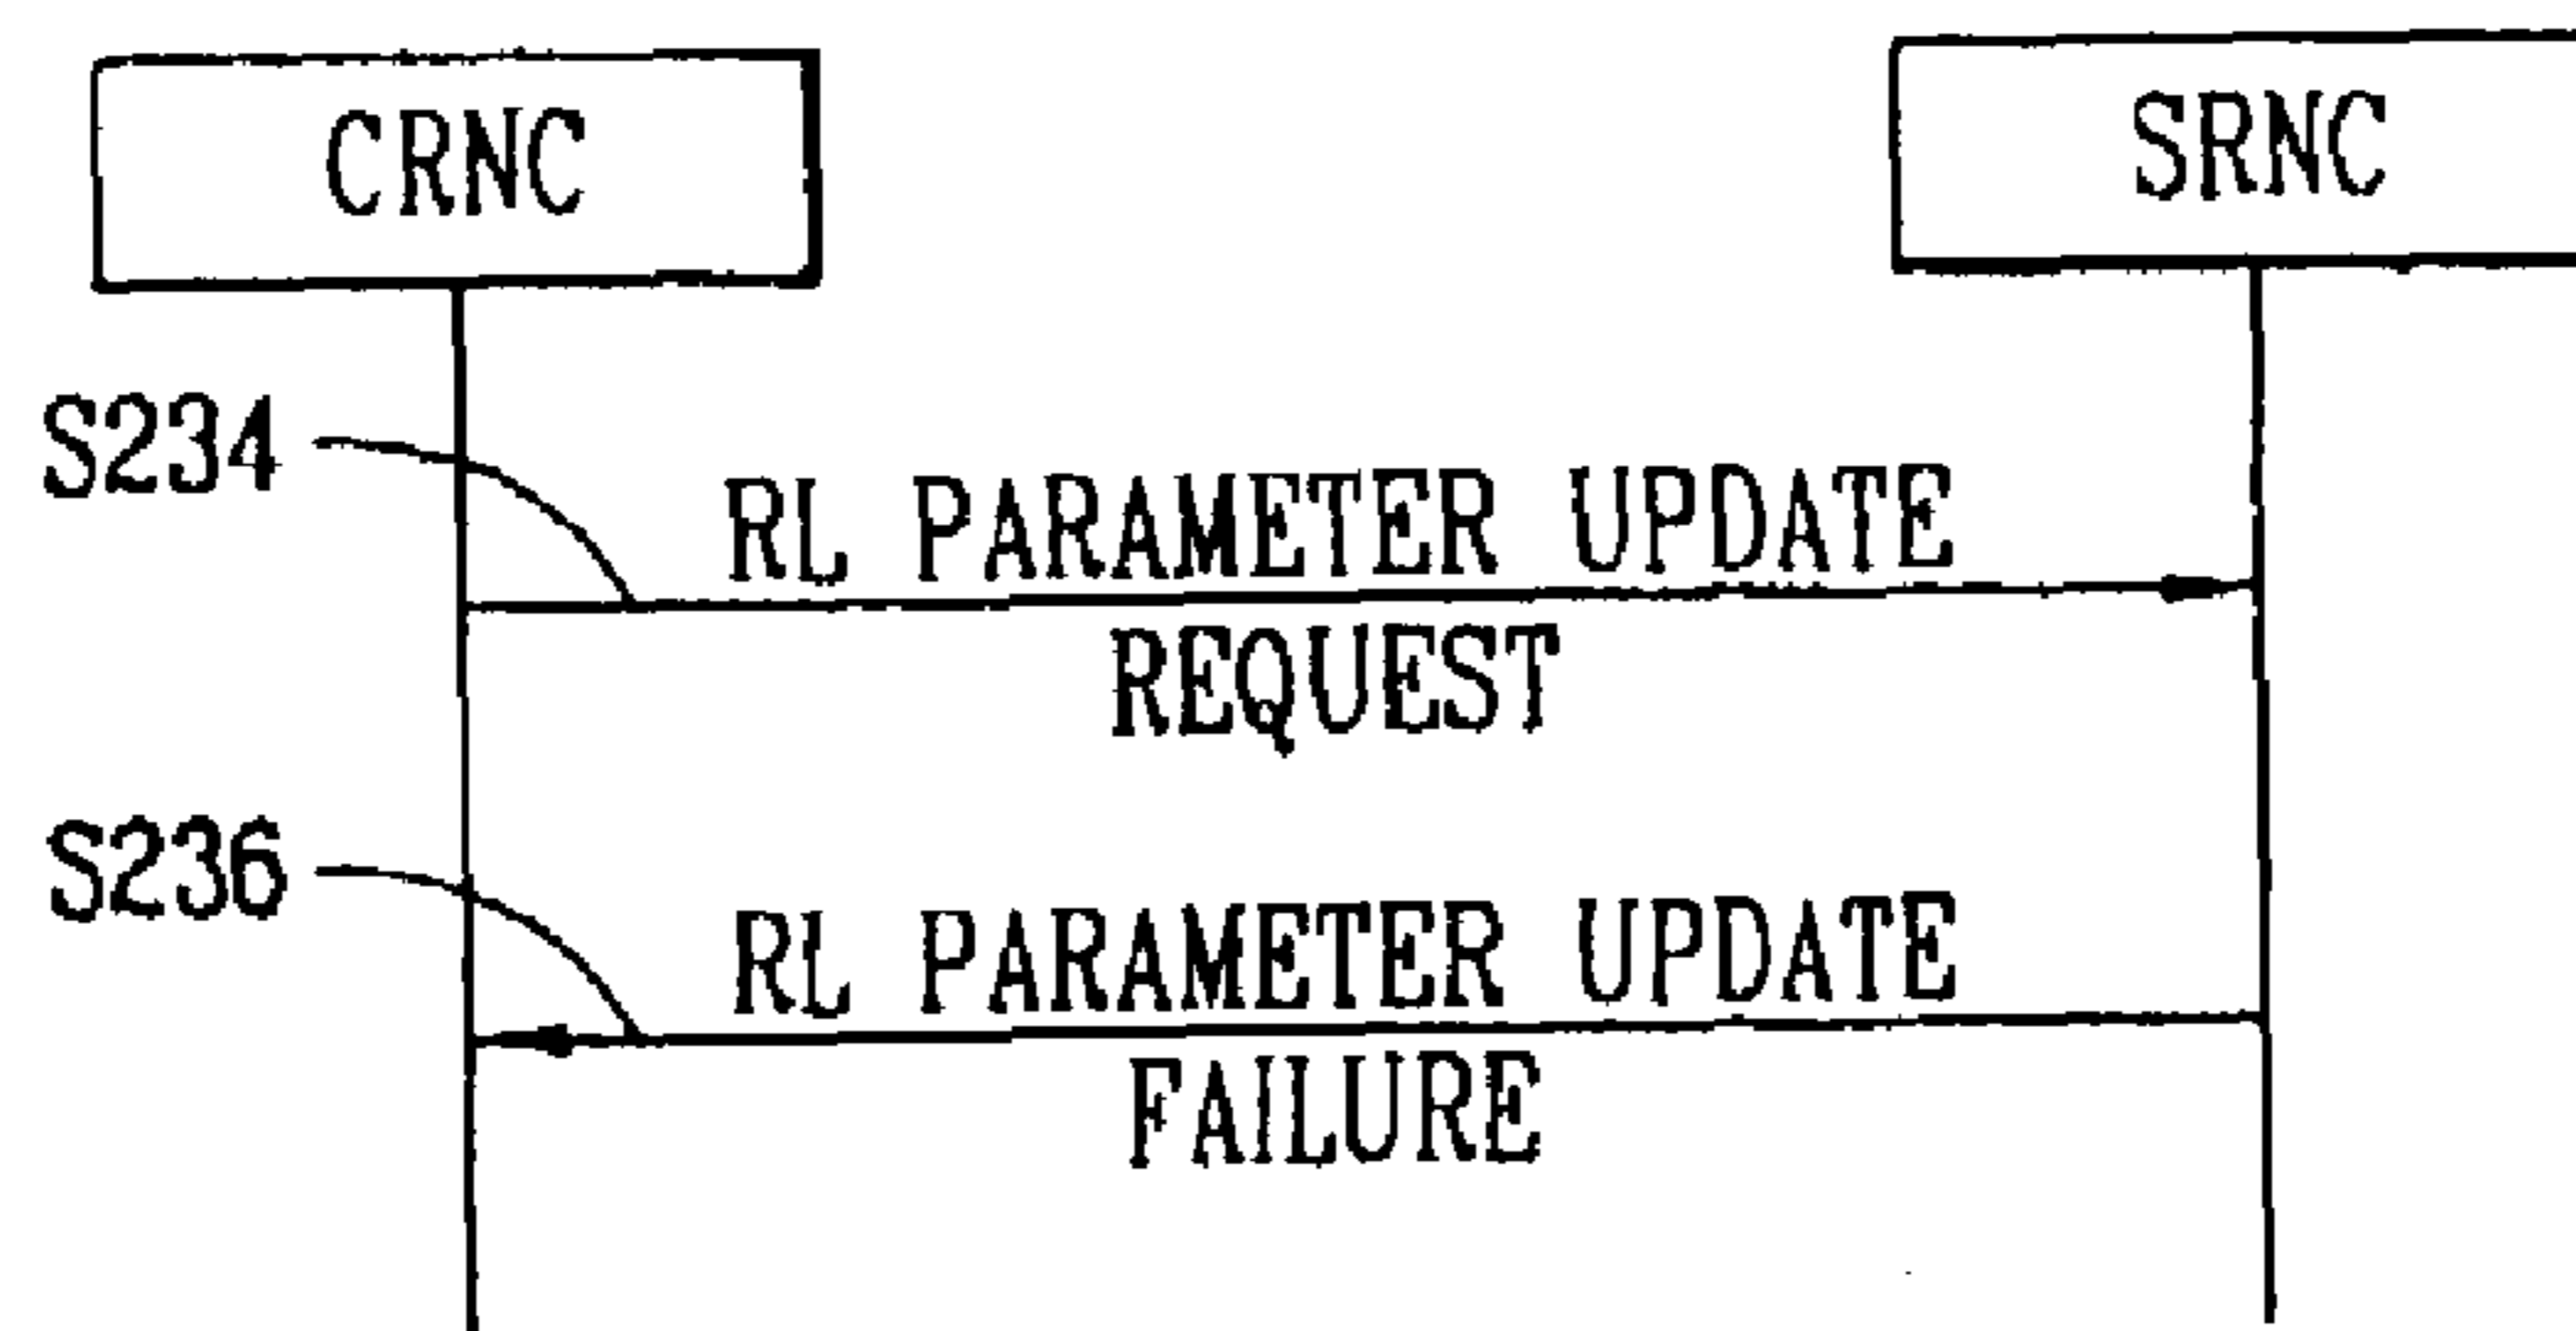 CRNC
SRNC
S234
RL PARAMETER UPDATE
REQUEST
S236
RL PARAMETER UPDATE
FAILURE